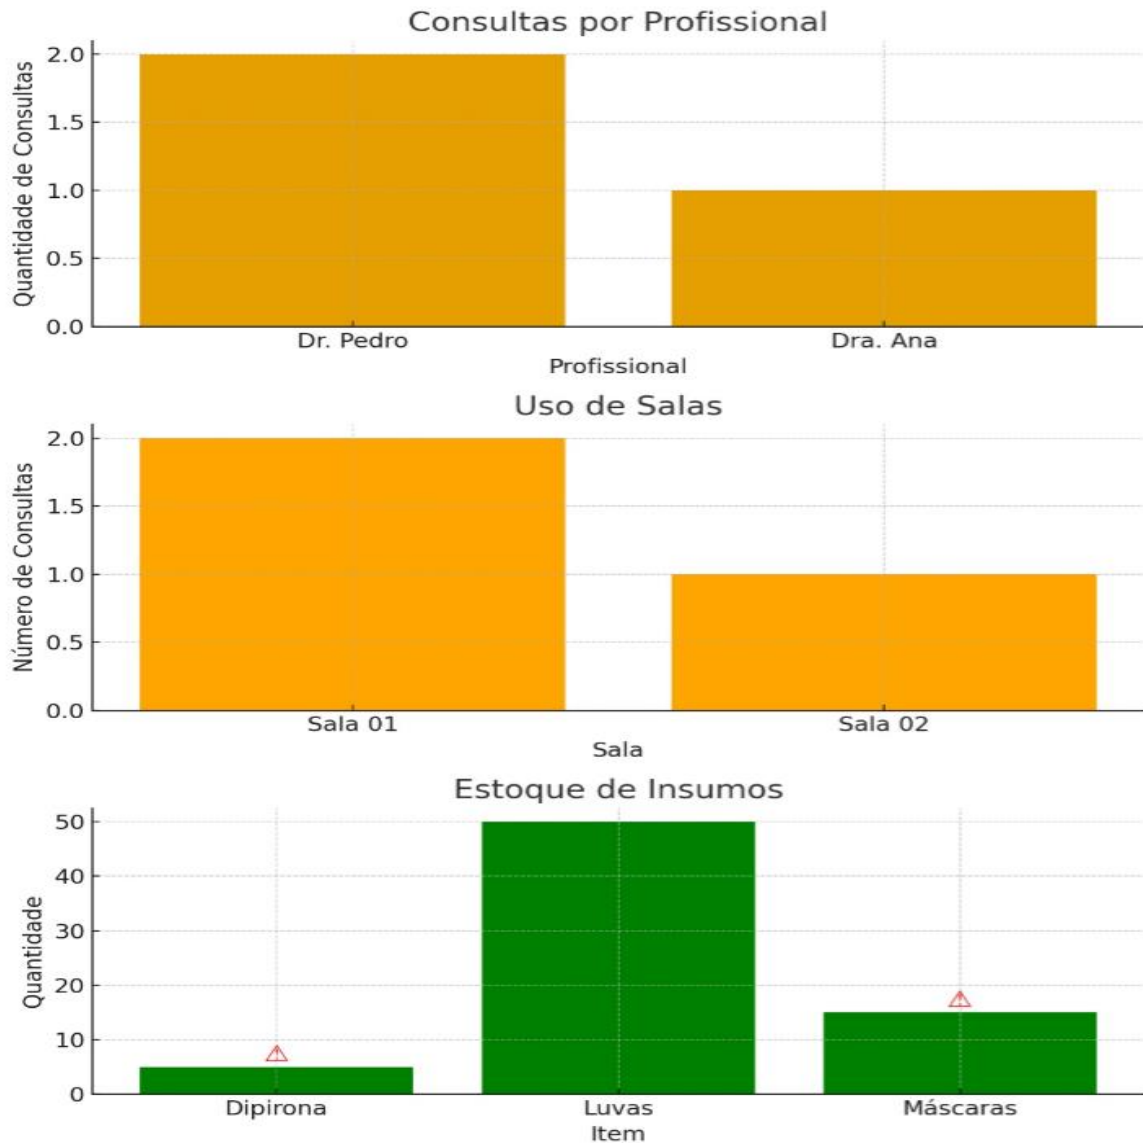 Consultas por Profissional
Quantidade de Consultas
2.0
1.5
1.0
0.5
0.0
Dr. Pedro Dra. Ana
Profissional
Uso de Salas
Número de Consultas
2.0
1.5
1.0
0.5
0.0
Sala 01 Sala 02
Sala
Estoque de Insumos
Quantidade
50
40
30
20
10
0
⚠ ⚠
Dipirona Luvas Máscaras
Item